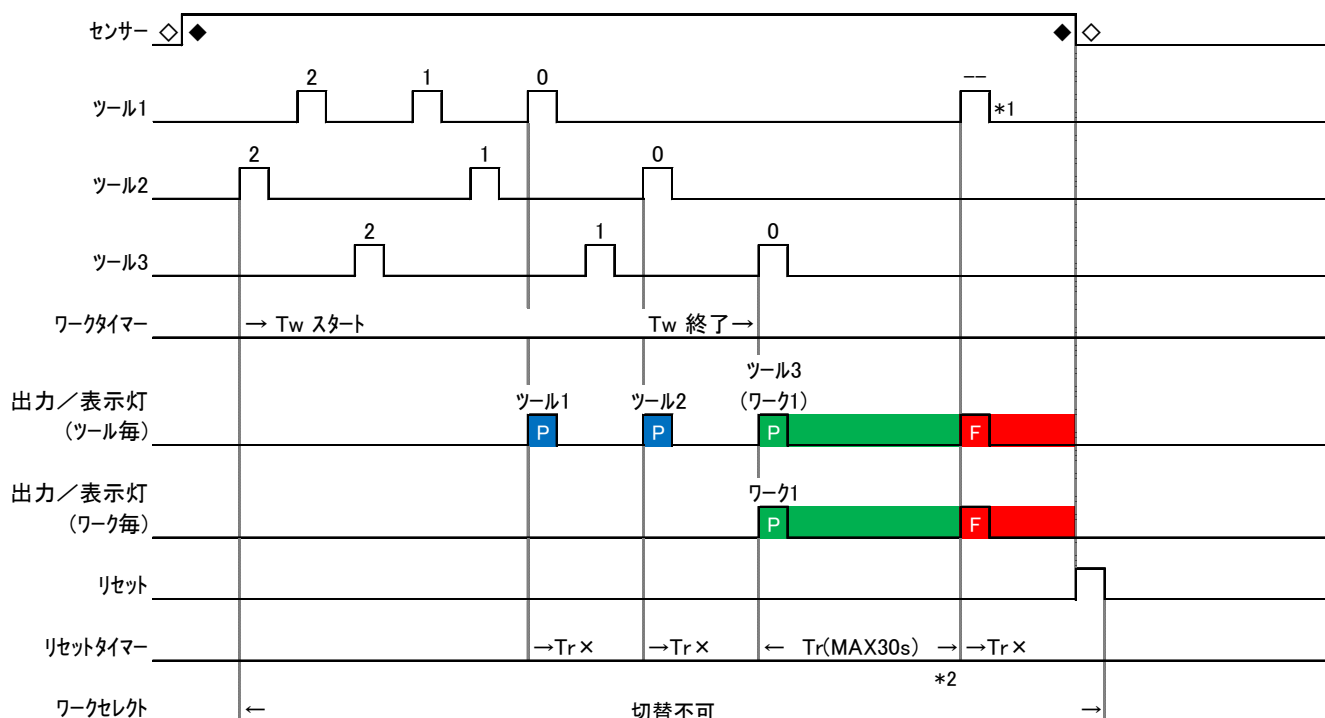 センサー ◇ ◆ ◆ ◇
2 1 0 --
ツール1 *1
2 1 0
ツール2
2 1 0
ツール3
ワークタイマー → Tw スタート Tw 終了→
ツール3
出力／表示灯 ツール1 ツール2 (ワーク1)
(ツール毎) P P P F
出力／表示灯 ワーク1
(ワーク毎) P F
リセット
リセットタイマー →Tr× →Tr× ← Tr(MAX30s) → →Tr×
*2
ワークセレクト ← 切替不可 →